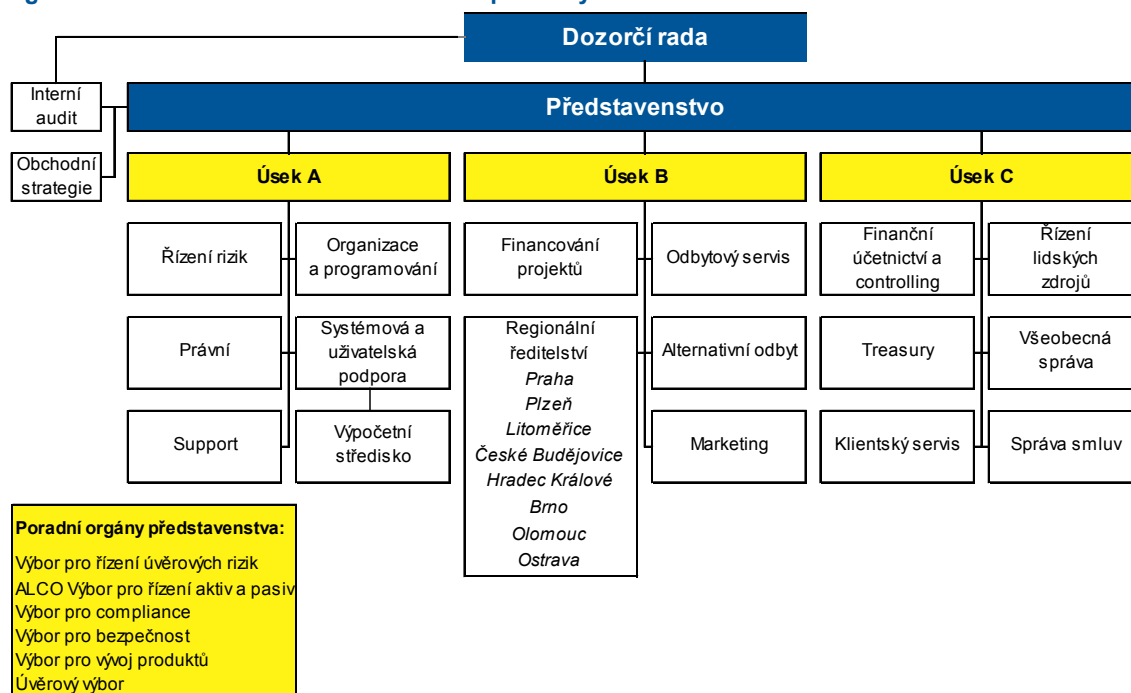 Dozorčí rada
Interní
audit
Představenstvo
Obchodní
strategie
Úsek A
Úsek B
Úsek C
Řízení rizik
Organizace
a programování
Financování
projektů
Odbytový servis
Finanční
účetnictví a
controlling
Řízení
lidských
zdrojů
Právní
Systémová a
uživatelská
podpora
Regionální
ředitelství
Praha
Plzeň
Litoměřice
České Budějovice
Hradec Králové
Brno
Olomouc
Ostrava
Alternativní odbyt
Treasury
Všeobecná
správa
Support
Výpočetní
středisko
Marketing
Klientský servis
Správa smluv
Poradní orgány představenstva:
Výbor pro řízení úvěrových rizik
ALCO Výbor pro řízení aktiv a pasiv
Výbor pro compliance
Výbor pro bezpečnost
Výbor pro vývoj produktů
Úvěrový výbor